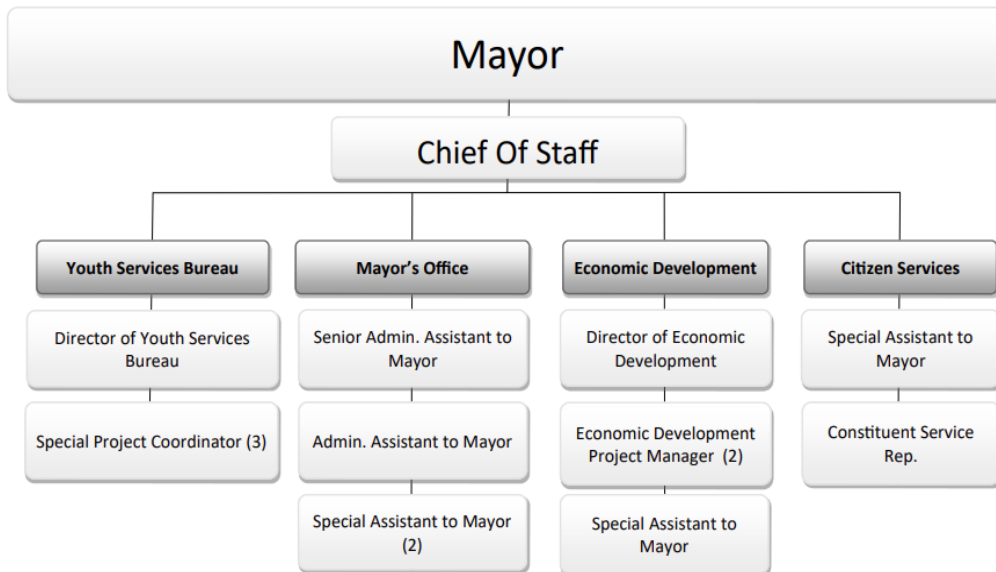 Mayor
Chief Of Staff
Youth Services Bureau
Director of Youth Services
Bureau
Special Project Coordinator (3)
Mayor’s Office
Senior Admin. Assistant to
Mayor
Admin. Assistant to Mayor
Special Assistant to Mayor
(2)
Economic Development
Director of Economic
Development
Economic Development
Project Manager (2)
Special Assistant to
Mayor
Citizen Services
Special Assistant to
Mayor
Constituent Service
Rep.